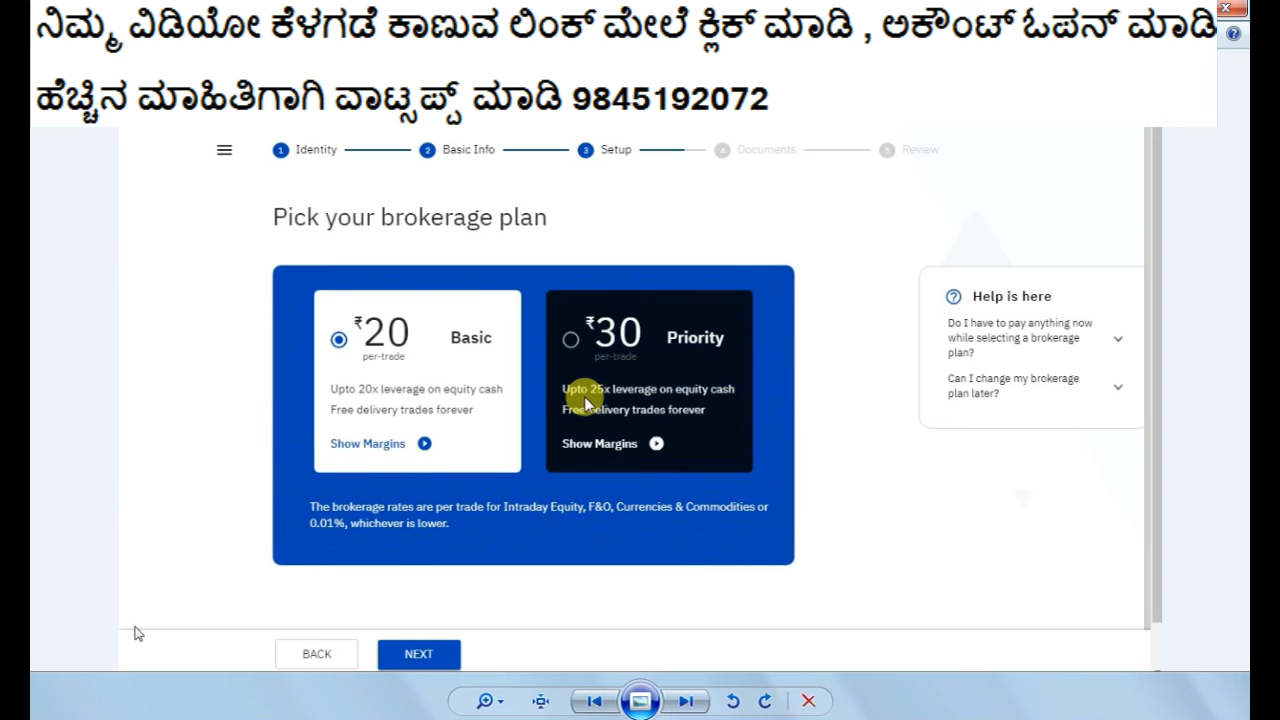 ನಿಮ್ಮ ವಿಡಿಯೋ ಕೆಳಗಡೆ ಕಾಣುವ ಲಿಂಕ್ ಮೇಲೆ ಕ್ಲಿಕ್ ಮಾಡಿ , ಅಕೌಂಟ್ ಓಪನ್ ಮಾಡಿ
ಹೆಚ್ಚಿನ ಮಾಹಿತಿಗಾಗಿ ವಾಟ್ಸಪ್ಪ್ ಮಾಡಿ 9845192072
1 Identity 2 Basic Info 3 Setup 4 Documents 5 Review
Pick your brokerage plan
₹20 Basic
per-trade
Upto 20x leverage on equity cash
Free delivery trades forever
Show Margins
₹30 Priority
per-trade
Upto 25x leverage on equity cash
Free delivery trades forever
Show Margins
The brokerage rates are per trade for Intraday Equity, F&O, Currencies & Commodities or
0.01%, whichever is lower.
Help is here
Do I have to pay anything now
while selecting a brokerage
plan?
Can I change my brokerage
plan later?
BACK NEXT